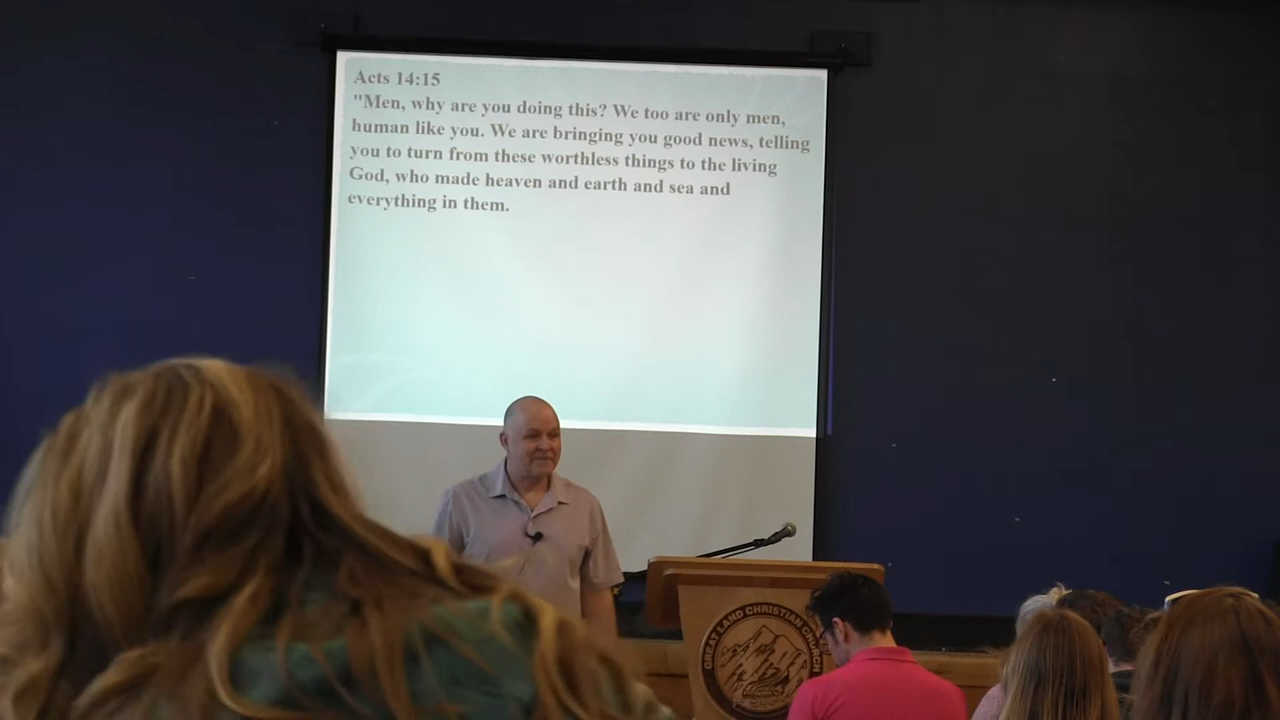 Acts 14:15
"Men, why are you doing this? We too are only men,
human like you. We are bringing you good news, telling
you to turn from these worthless things to the living
God, who made heaven and earth and sea and
everything in them.
GREAT LAND CHRISTIAN CHURCH